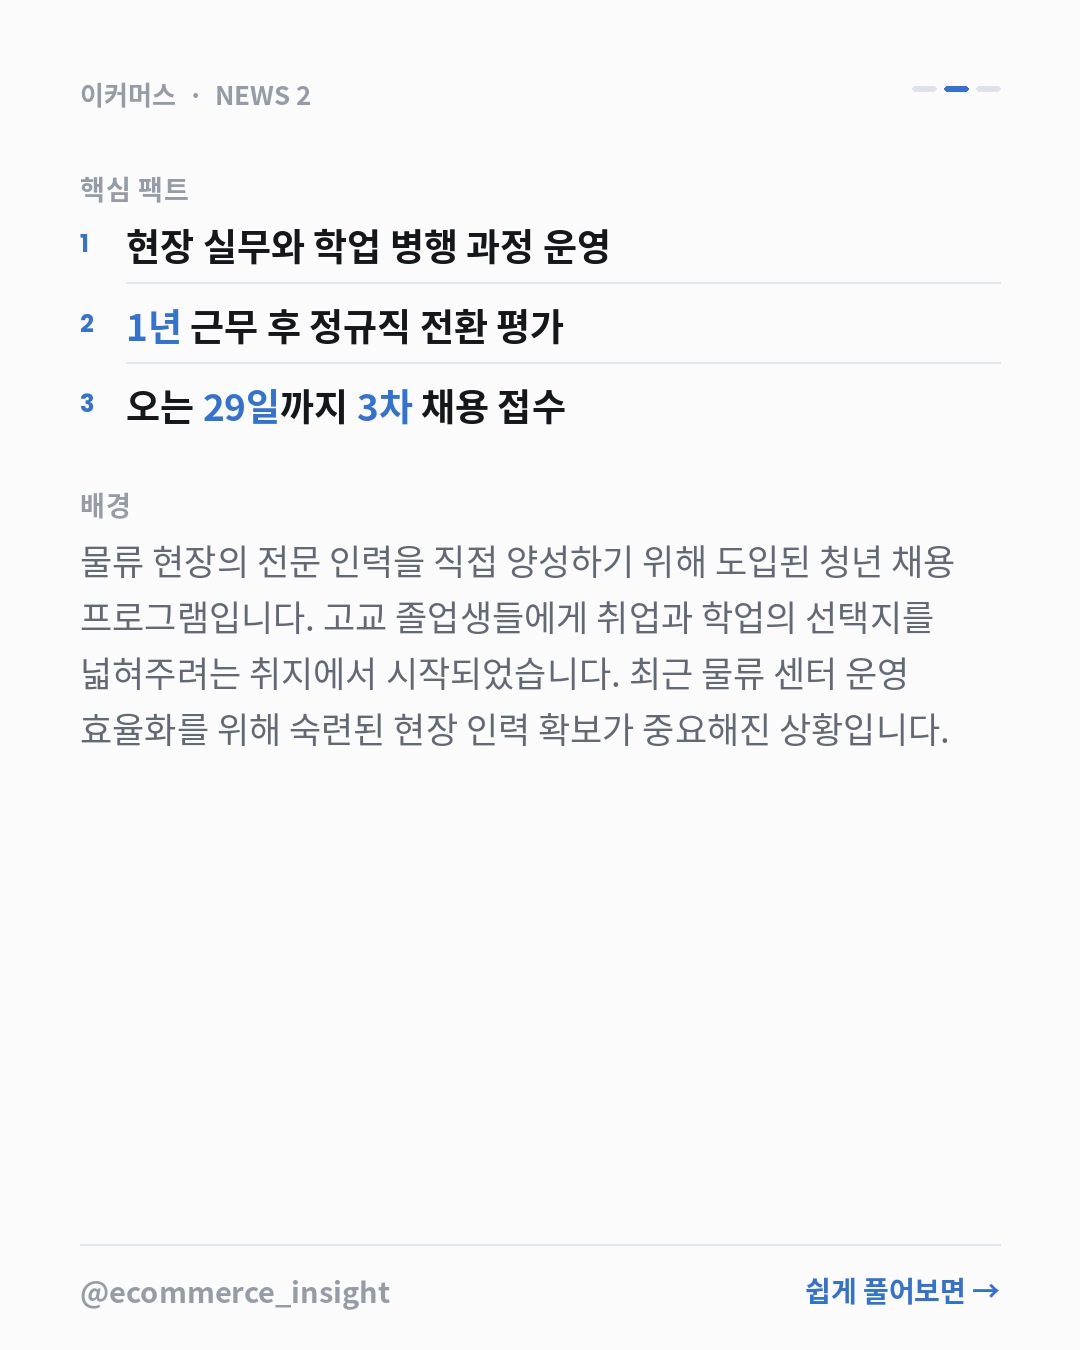 이커머스 · NEWS 2
핵심 팩트
1 현장 실무와 학업 병행 과정 운영
2 1년 근무 후 정규직 전환 평가
3 오는 29일까지 3차 채용 접수
배경
물류 현장의 전문 인력을 직접 양성하기 위해 도입된 청년 채용
프로그램입니다. 고교 졸업생들에게 취업과 학업의 선택지를
넓혀주려는 취지에서 시작되었습니다. 최근 물류 센터 운영
효율화를 위해 숙련된 현장 인력 확보가 중요해진 상황입니다.
@ecommerce_insight
쉽게 풀어보면 →